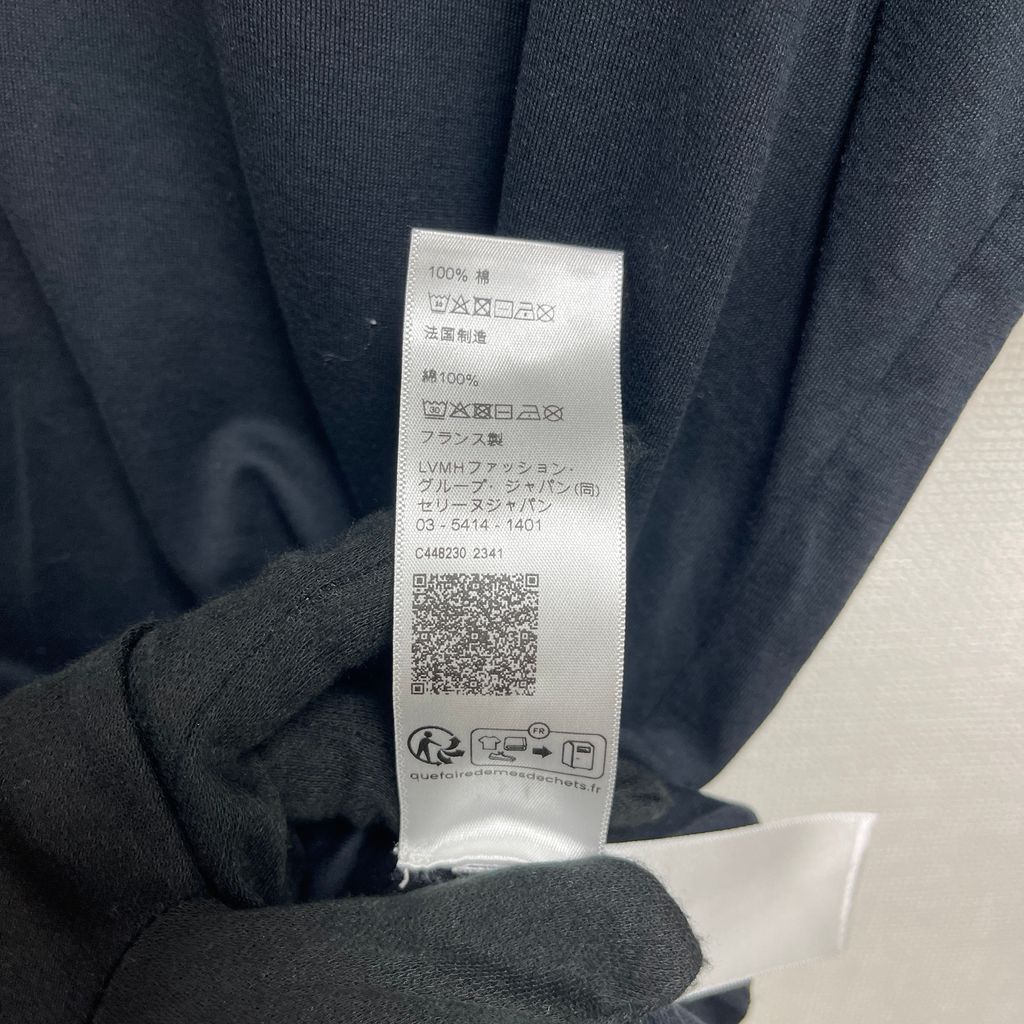 100% 棉
法国制造
綿100%
30
フランス製
LVMHファッション・
グループ・ジャパン(同)
セリーヌジャパン
03 - 5414 - 1401
C448230 2341
FR
quefairedemesdechets.fr